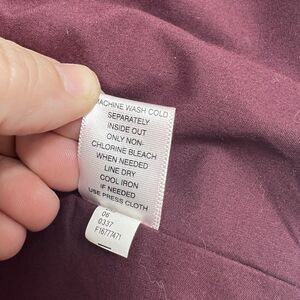 MACHINE WASH COLD
SEPARATELY
INSIDE OUT
ONLY NON-
CHLORINE BLEACH
WHEN NEEDED
LINE DRY
COOL IRON
IF NEEDED
USE PRESS CLOTH
06
0337
F1677471